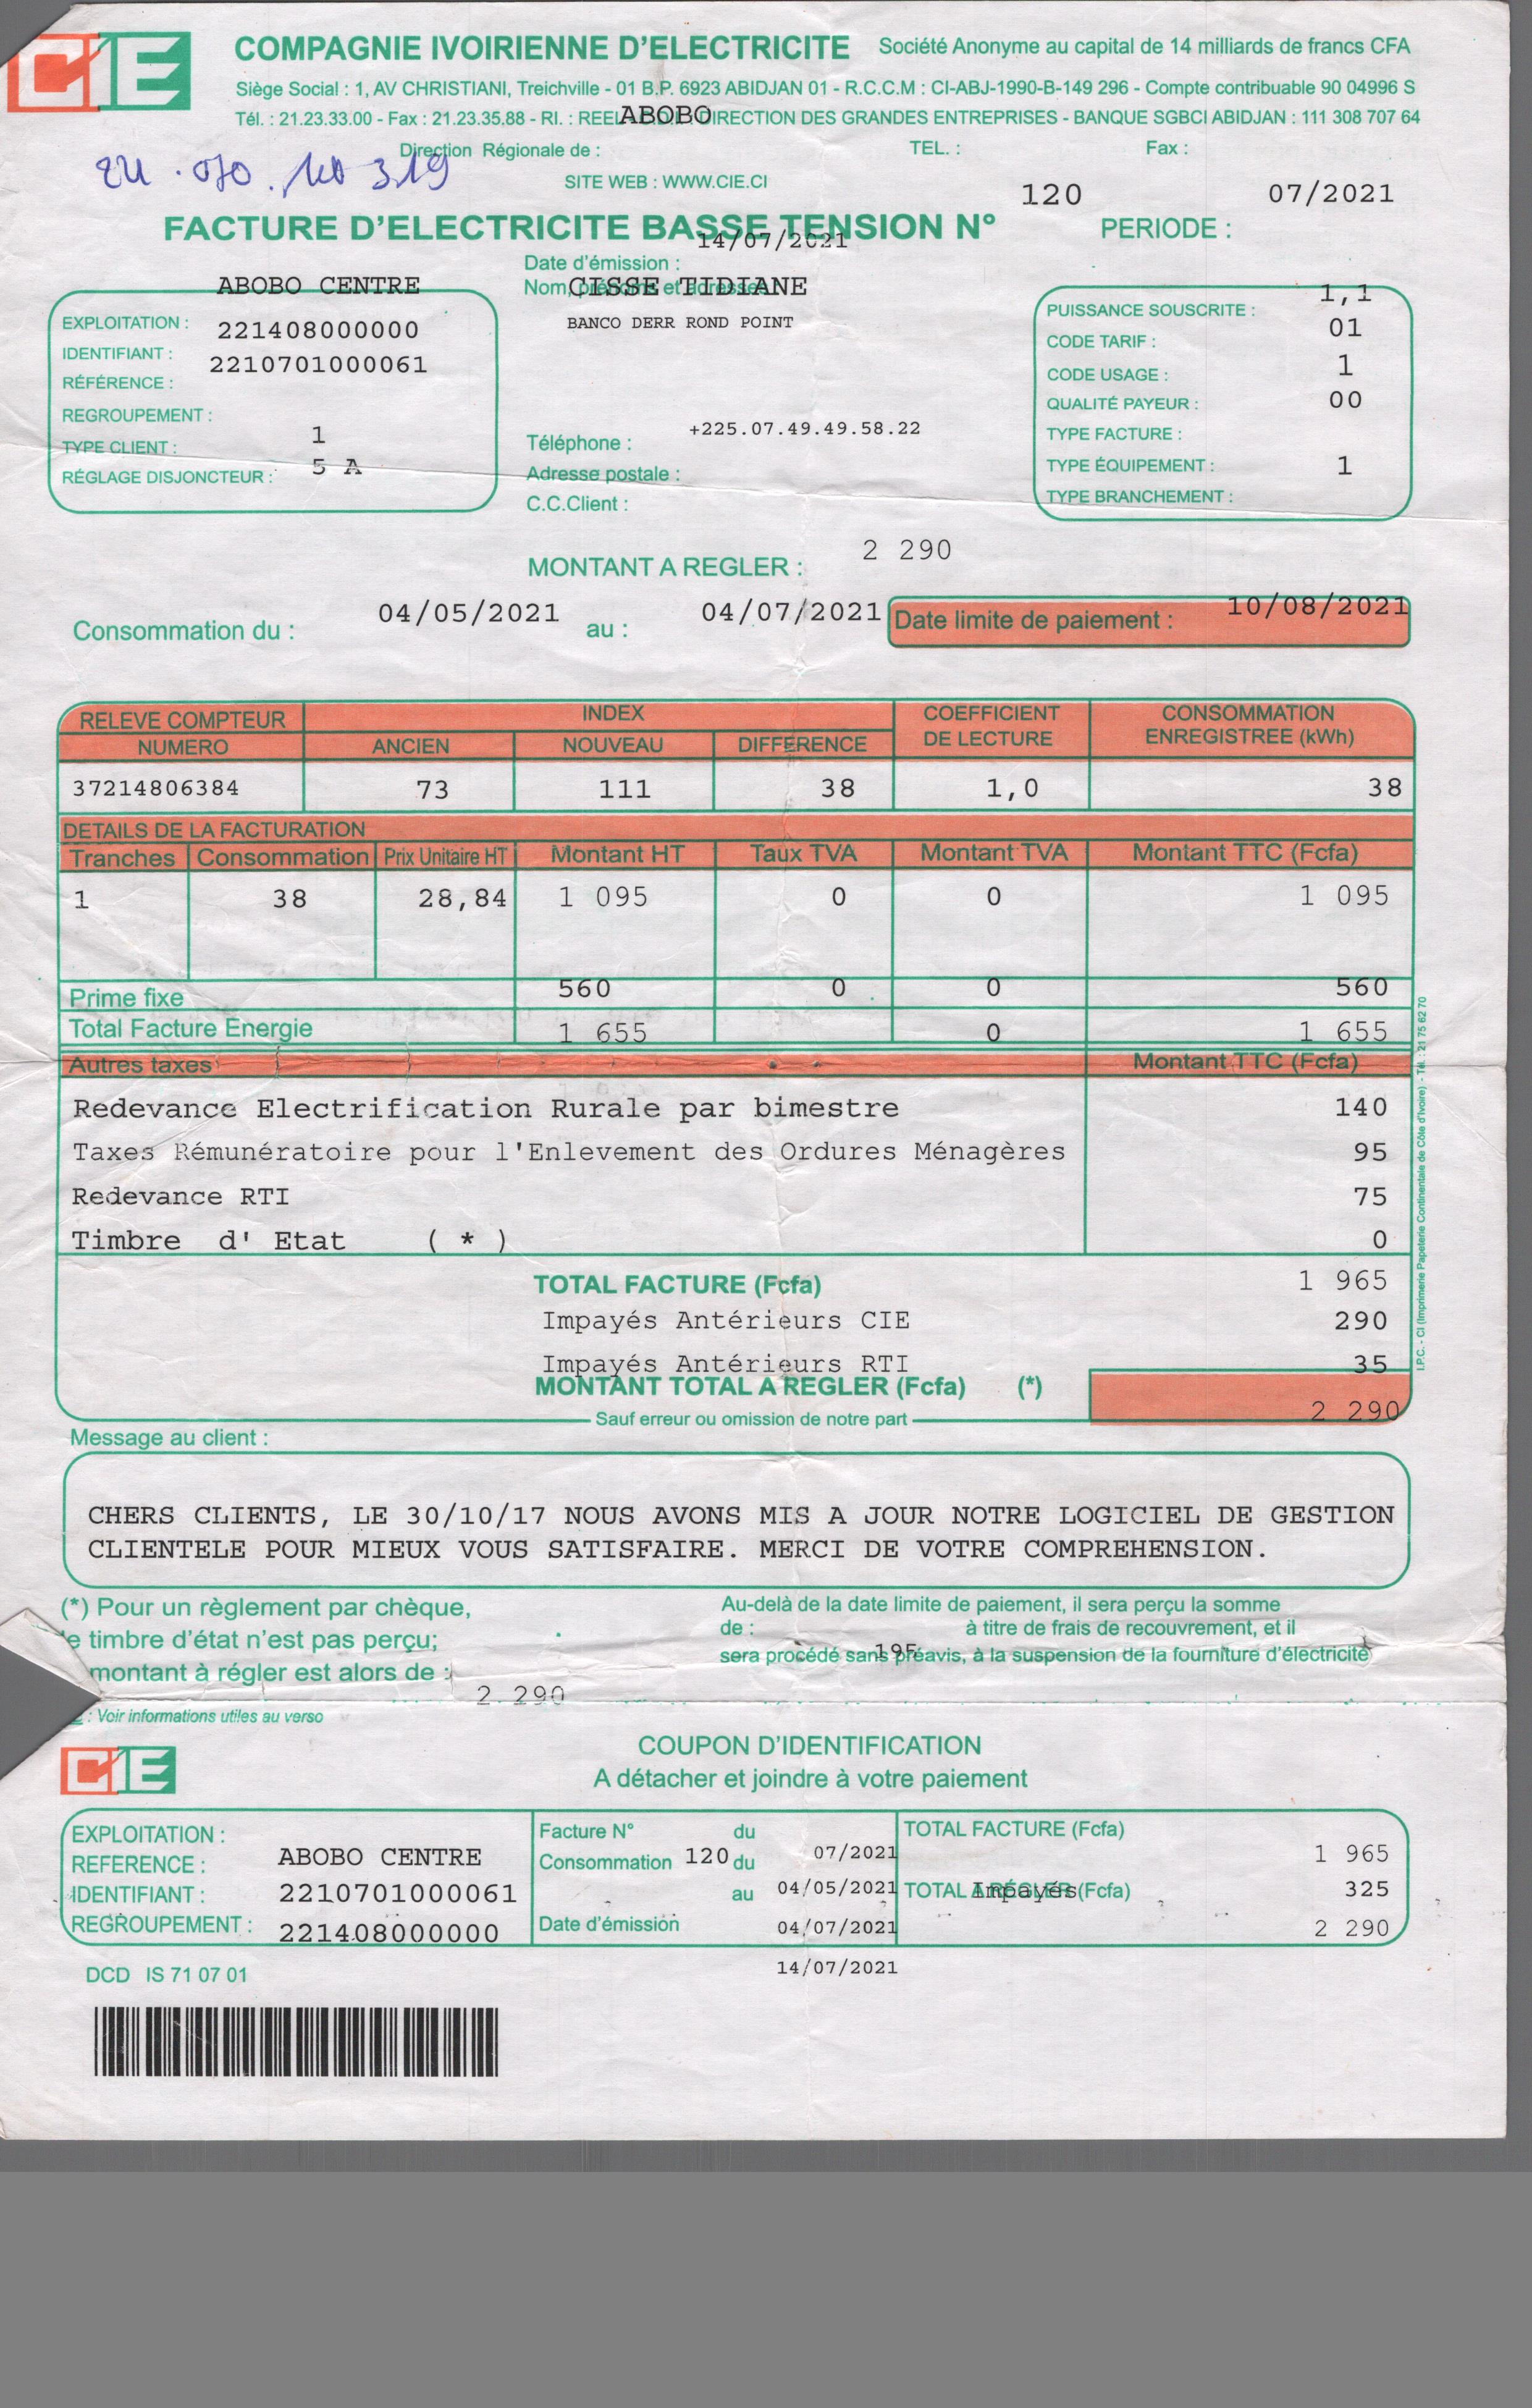 CIE
COMPAGNIE IVOIRIENNE D'ELECTRICITE Société Anonyme au capital de 14 milliards de francs CFA
Siège Social : 1, AV CHRISTIANI, Treichville - 01 B.P. 6923 ABIDJAN 01 - R.C.C.M : CI-ABJ-1990-B-149 296 - Compte contribuable 90 04996 S
Tél. : 21.23.33.00 - Fax : 21.23.35.88 - RI. : REEL DIRECTION DES GRANDES ENTREPRISES - BANQUE SGBCI ABIDJAN : 111 308 707 64
ABOBO
Direction Régionale de : TEL. : Fax :
SITE WEB : WWW.CIE.CI
120 07/2021
FACTURE D'ELECTRICITE BASSE TENSION N° PERIODE :
14/07/2021
Date d'émission :
ABOBO CENTRE
Nom, prénoms et adresse
CISSE TIDIANE
BANCO DERR ROND POINT
EXPLOITATION :
221408000000
IDENTIFIANT :
2210701000061
RÉFÉRENCE :
REGROUPEMENT :
1
TYPE CLIENT :
5 A
RÉGLAGE DISJONCTEUR :
+225.07.49.49.58.22
Téléphone :
Adresse postale :
C.C.Client :
1,1
PUISSANCE SOUSCRITE :
01
CODE TARIF :
1
CODE USAGE :
00
QUALITÉ PAYEUR :
TYPE FACTURE :
TYPE ÉQUIPEMENT : 1
TYPE BRANCHEMENT :
MONTANT A REGLER : 2 290
Consommation du : 04/05/2021 au : 04/07/2021 Date limite de paiement : 10/08/2021
RELEVE COMPTEUR INDEX COEFFICIENT CONSOMMATION
NUMERO ANCIEN NOUVEAU DIFFERENCE DE LECTURE ENREGISTREE (kWh)
37214806384 73 111 38 1,0 38
DETAILS DE LA FACTURATION
Tranches Consommation Prix Unitaire HT Montant HT Taux TVA Montant TVA Montant TTC (Fcfa)
1 38 28,84 1 095 0 0 1 095
Prime fixe 560 0 0 560
Total Facture Energie 1 655 0 1 655
Autres taxes Montant TTC (Fcfa)
Redevance Electrification Rurale par bimestre 140
Taxes Rémunératoire pour l'Enlevement des Ordures Ménagères 95
Redevance RTI 75
Timbre d' Etat ( * ) 0
TOTAL FACTURE (Fcfa) 1 965
Impayés Antérieurs CIE 290
Impayés Antérieurs RTI 35
MONTANT TOTAL A REGLER (Fcfa) (*) 2 290
Sauf erreur ou omission de notre part
I.P.C. - CI (Imprimerie Papeterie Continentale de Côte d'Ivoire) - Tél. : 21 75 62 70
Message au client :
CHERS CLIENTS, LE 30/10/17 NOUS AVONS MIS A JOUR NOTRE LOGICIEL DE GESTION
CLIENTELE POUR MIEUX VOUS SATISFAIRE. MERCI DE VOTRE COMPREHENSION.
(*) Pour un règlement par chèque,
e timbre d'état n'est pas perçu;
montant à régler est alors de :
2 290
Au-delà de la date limite de paiement, il sera perçu la somme
de : à titre de frais de recouvrement, et il
195
sera procédé sans préavis, à la suspension de la fourniture d'électricité
: Voir informations utiles au verso
CIE
COUPON D'IDENTIFICATION
A détacher et joindre à votre paiement
EXPLOITATION :
REFERENCE : ABOBO CENTRE
IDENTIFIANT : 2210701000061
REGROUPEMENT : 221408000000
Facture N° du
Consommation 120 du 07/2021
au 04/05/2021
Date d'émission 04/07/2021
14/07/2021
TOTAL FACTURE (Fcfa)
1 965
TOTAL A RÉGLER (Fcfa) Impayés 325
2 290
DCD IS 71 07 01